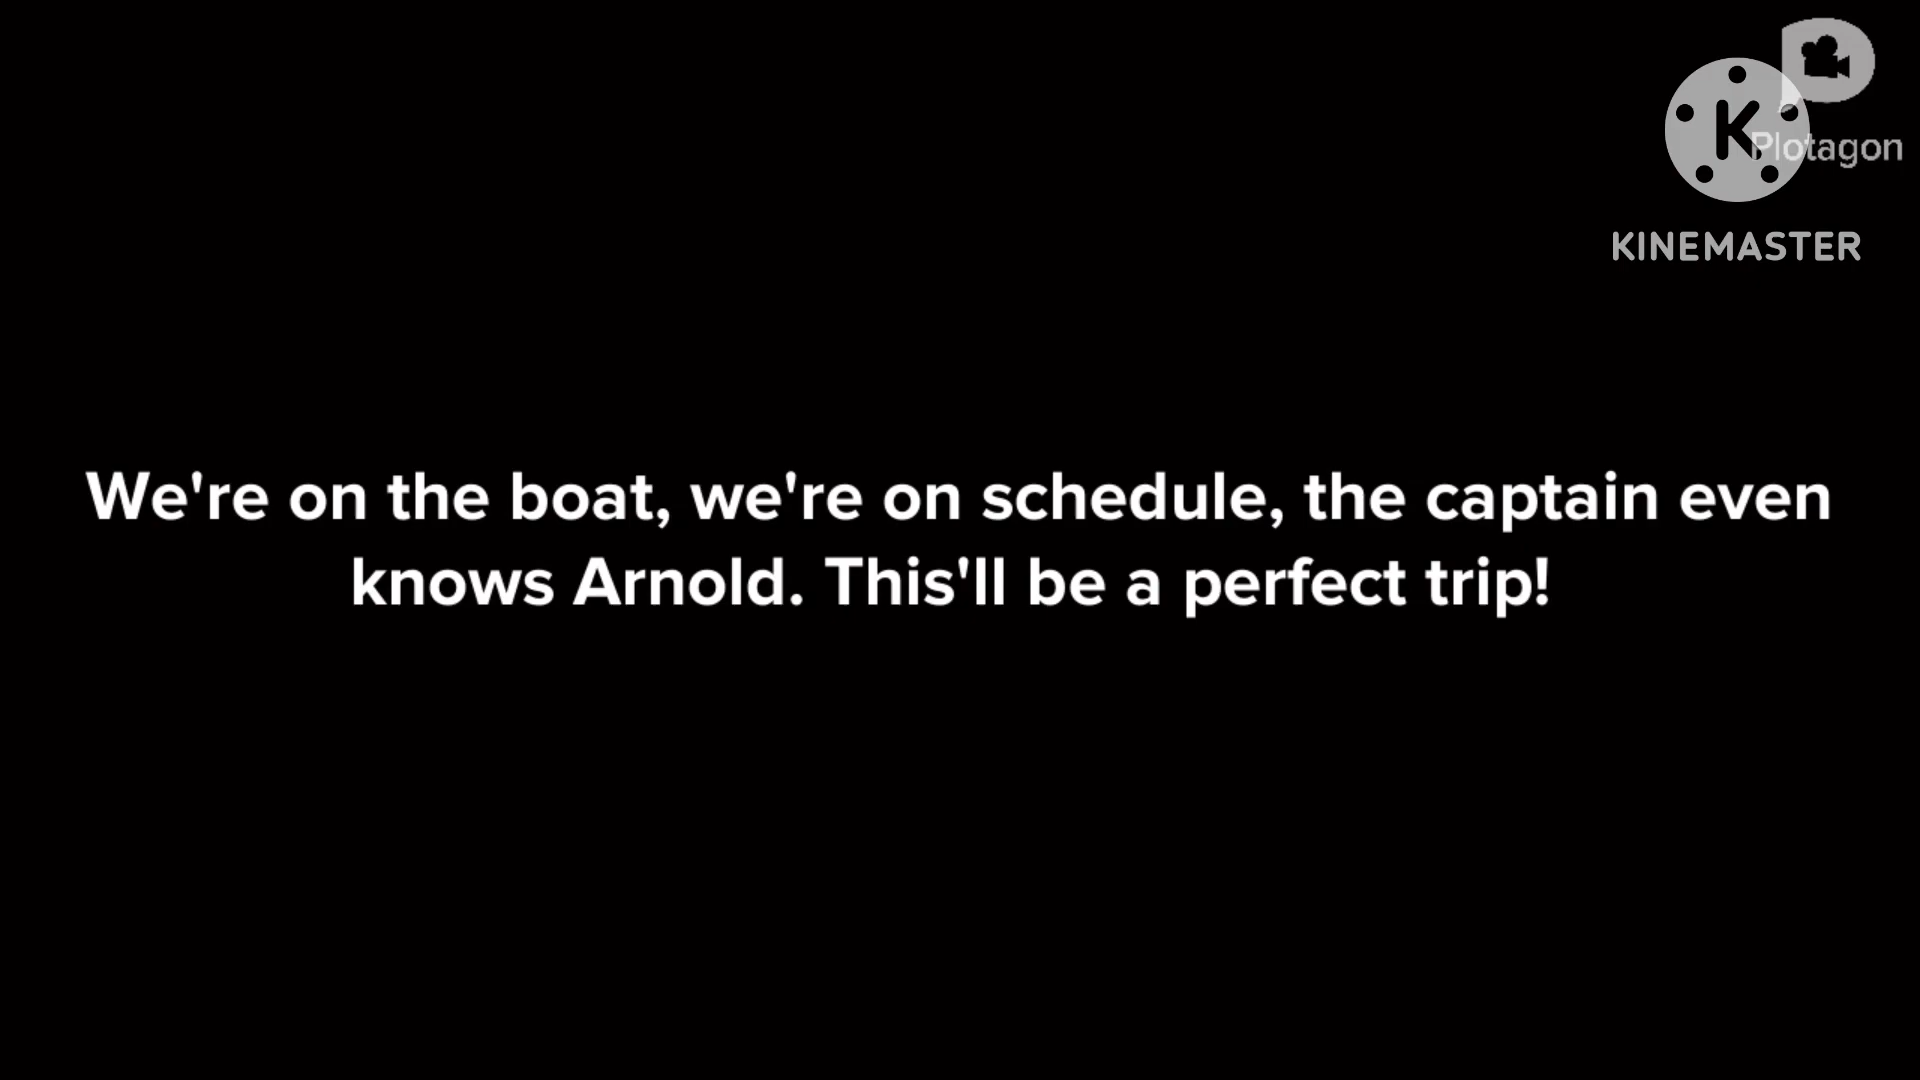 Plotagon
K
KINEMASTER
We're on the boat, we're on schedule, the captain even
knows Arnold. This'll be a perfect trip!